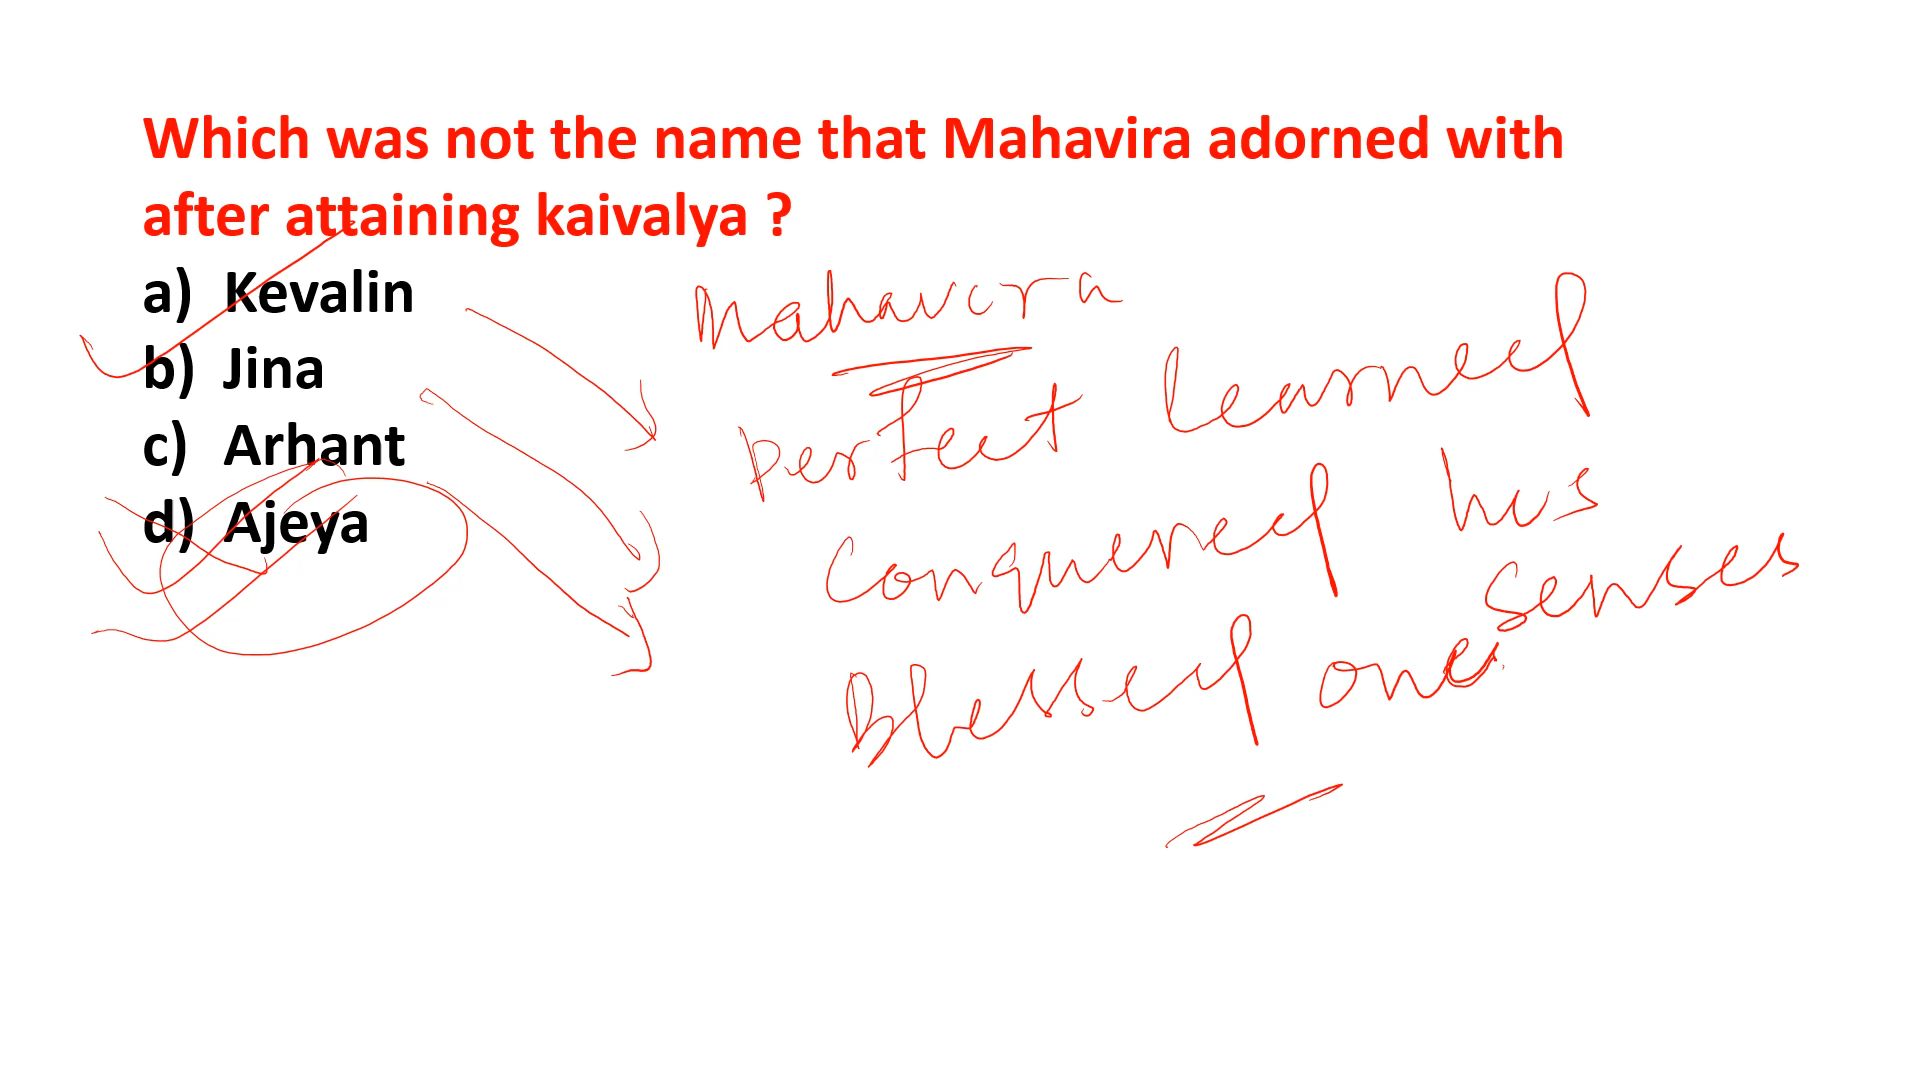 Which was not the name that Mahavira adorned with
after attaining kaivalya ?
a) Kevalin
b) Jina
c) Arhant
d) Ajeya
Mahavira
Perfect learned
Conquered his
senses
Blessed one